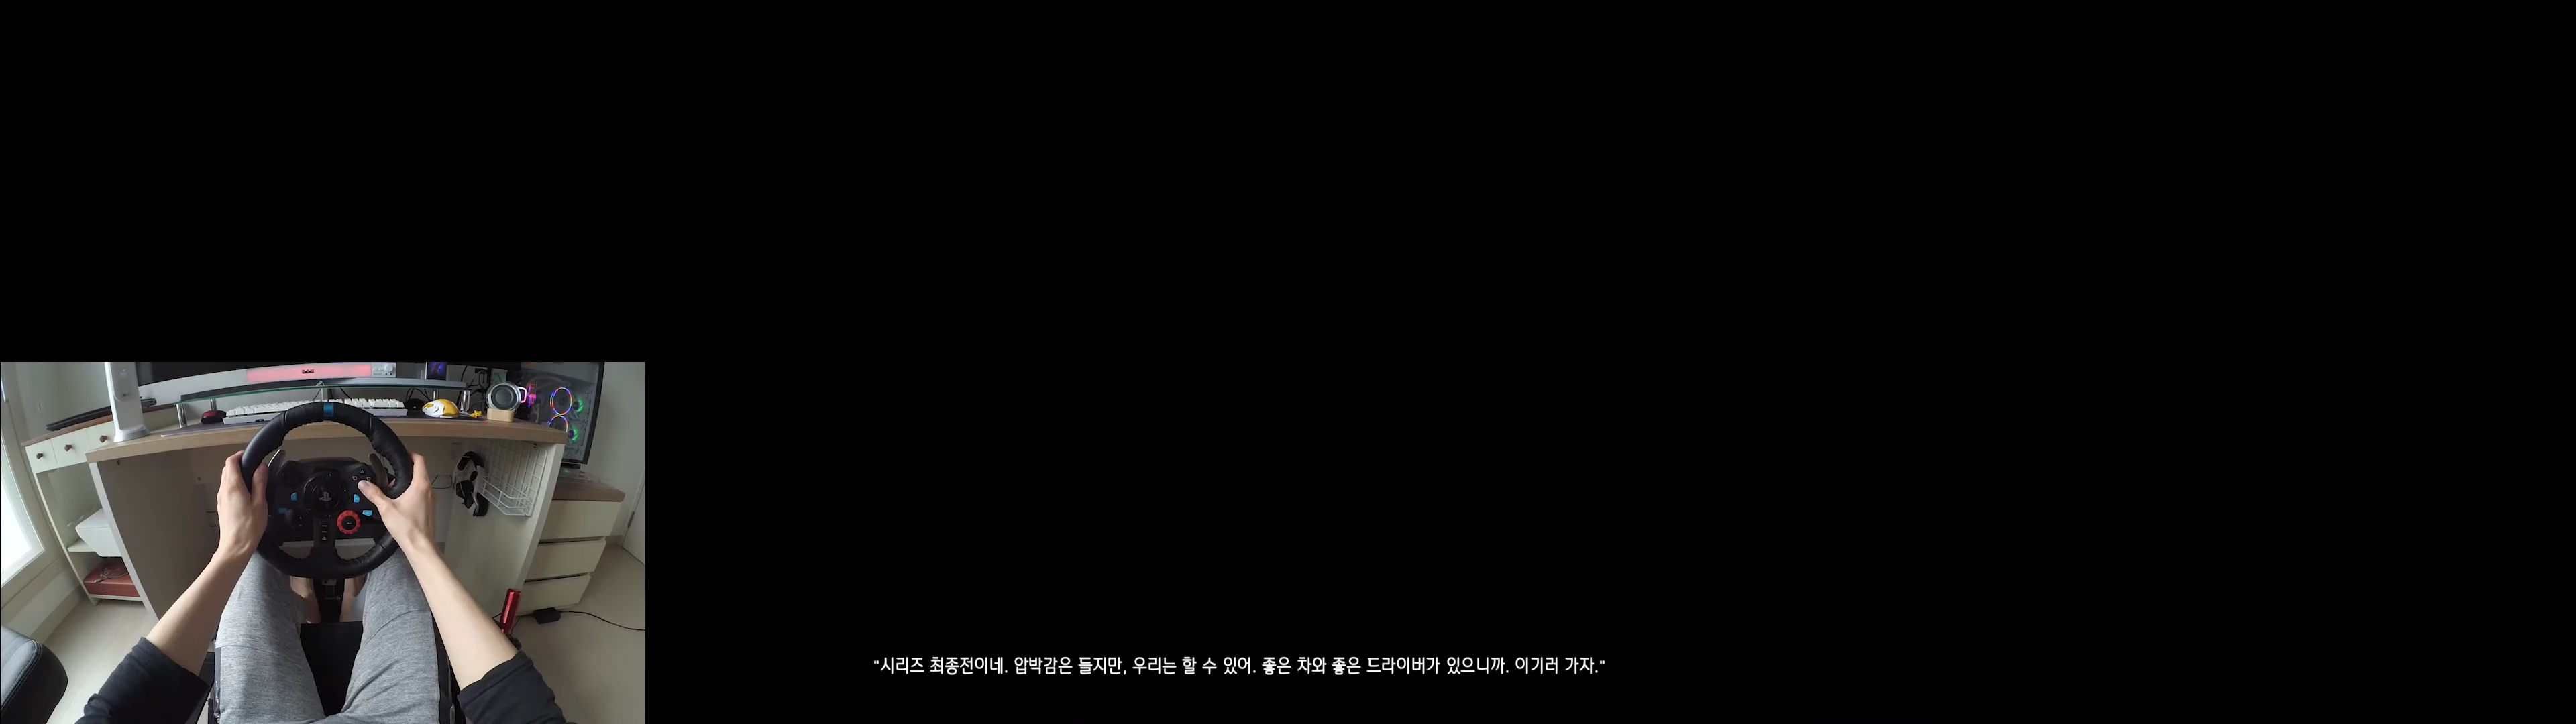 "시리즈 최종전이네. 압박감은 들지만, 우리는 할 수 있어. 좋은 차와 좋은 드라이버가 있으니까. 이기러 가자."